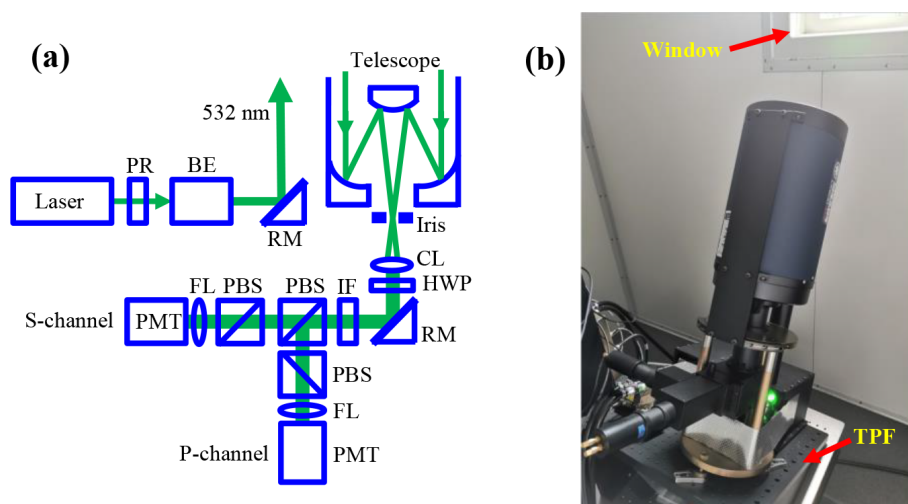 (a)
Telescope
532 nm
PR
BE
Laser
RM
Iris
CL
HWP
FL
PBS
PBS
IF
S-channel
PMT
RM
PBS
FL
P-channel
PMT
(b)
Window
TPF